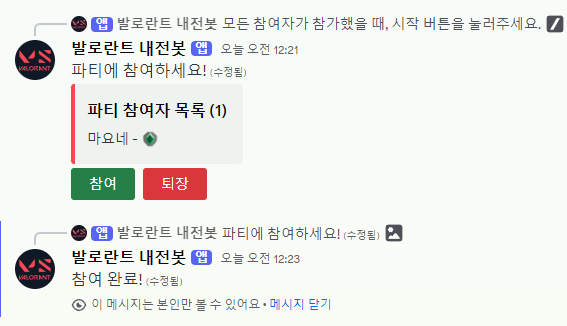 앱 발로란트 내전봇 모든 참여자가 참가했을 때, 시작 버튼을 눌러주세요.
발로란트 내전봇 앱 오늘 오전 12:21
VS
VALORANT
파티에 참여하세요! (수정됨)
파티 참여자 목록 (1)
마요네 -
참여 퇴장
앱 발로란트 내전봇 파티에 참여하세요! (수정됨)
발로란트 내전봇 앱 오늘 오전 12:23
VS
VALORANT
참여 완료! (수정됨)
이 메시지는 본인만 볼 수 있어요 • 메시지 닫기